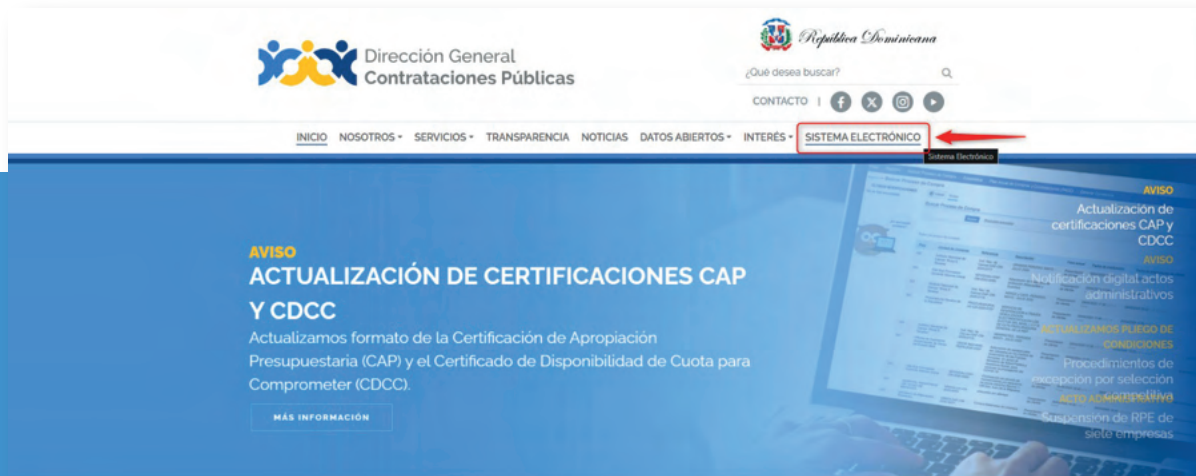 Dirección General
Contrataciones Públicas
República Dominicana
¿Qué desea buscar?
CONTACTO |
INICIO NOSOTROS SERVICIOS TRANSPARENCIA NOTICIAS DATOS ABIERTOS INTERÉS SISTEMA ELECTRÓNICO
Sistema Electrónico
AVISO
ACTUALIZACIÓN DE CERTIFICACIONES CAP
Y CDCC
Actualizamos formato de la Certificación de Apropiación
Presupuestaria (CAP) y el Certificado de Disponibilidad de Cuota para
Comprometer (CDCC).
MÁS INFORMACIÓN
AVISO
Actualización de
certificaciones CAP y
CDCC
AVISO
Notificación digital actos
administrativos
ACTUALIZAMOS PLIEGO DE
CONDICIONES
Procedimientos de
excepción por selección
competitiva
ACTO ADMINISTRATIVO
Suspensión de RPE de
siete empresas